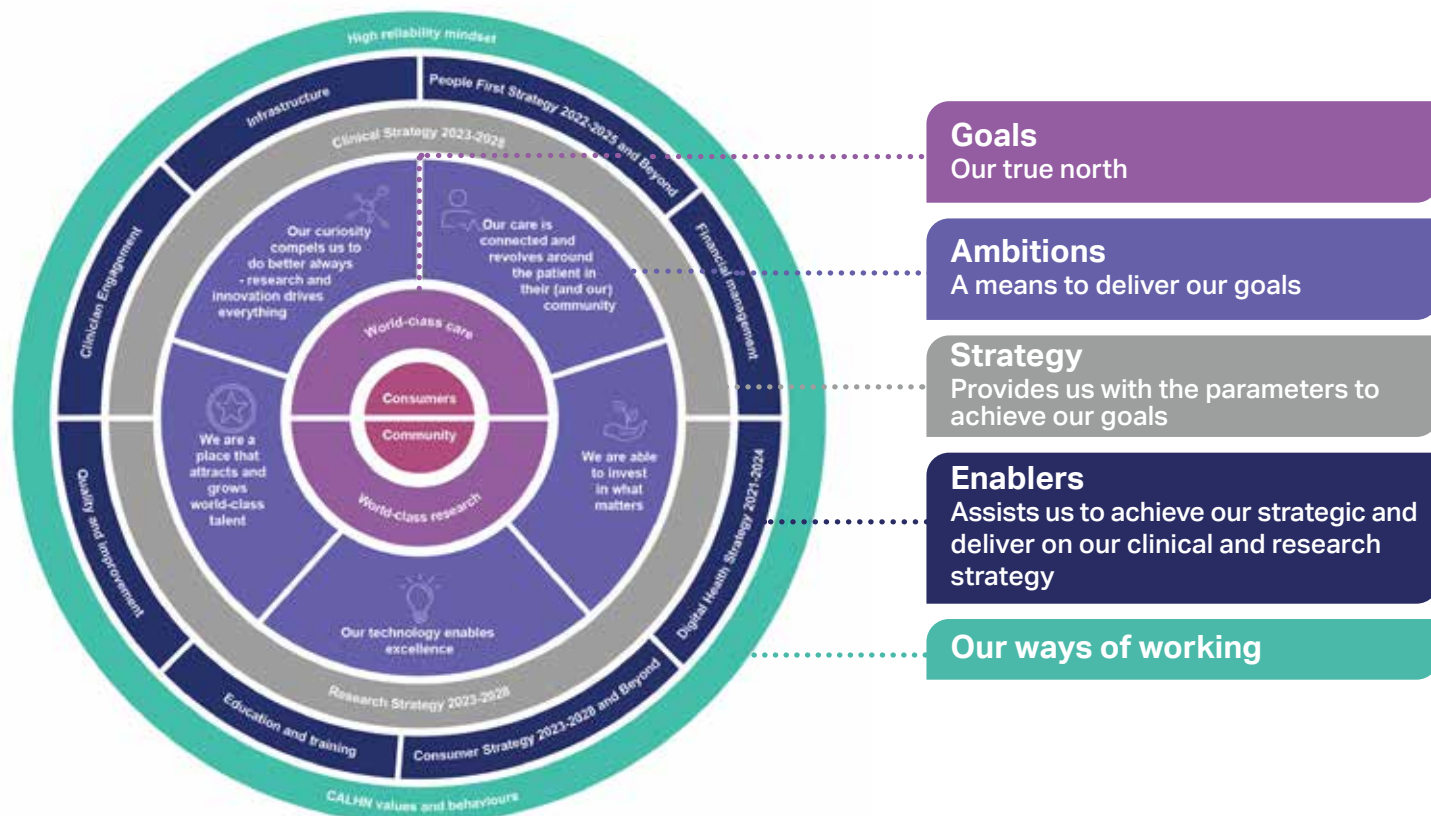 High reliability mindset
Infrastructure
People First Strategy 2022-2025 and Beyond
Clinical Strategy 2023-2028
Clinician Engagement
Financial management
Our curiosity
compels us to
do better always
- research and
innovation drives
everything
Our care is
connected and
revolves around
the patient in
their (and our)
community
World-class care
Consumers
Community
World-class research
We are a
place that
attracts and
grows
world-class
talent
We are able
to invest
in what
matters
Our technology enables
excellence
Quality and improvement
Digital Health Strategy 2021-2024
Research Strategy 2023-2028
Education and training
Consumer Strategy 2023-2028 and Beyond
CALHN values and behaviours
Goals
Our true north
Ambitions
A means to deliver our goals
Strategy
Provides us with the parameters to
achieve our goals
Enablers
Assists us to achieve our strategic and
deliver on our clinical and research
strategy
Our ways of working